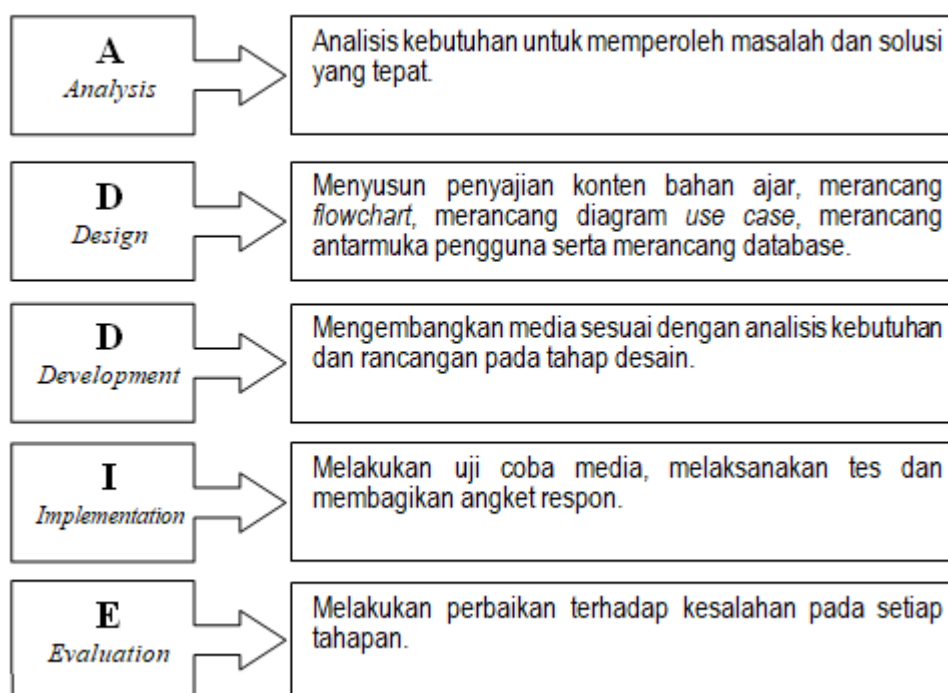 A
Analysis
Analisis kebutuhan untuk memperoleh masalah dan solusi
yang tepat.
D
Design
Menyusun penyajian konten bahan ajar, merancang
flowchart, merancang diagram use case, merancang
antarmuka pengguna serta merancang database.
D
Development
Mengembangkan media sesuai dengan analisis kebutuhan
dan rancangan pada tahap desain.
I
Implementation
Melakukan uji coba media, melaksanakan tes dan
membagikan angket respon.
E
Evaluation
Melakukan perbaikan terhadap kesalahan pada setiap
tahapan.